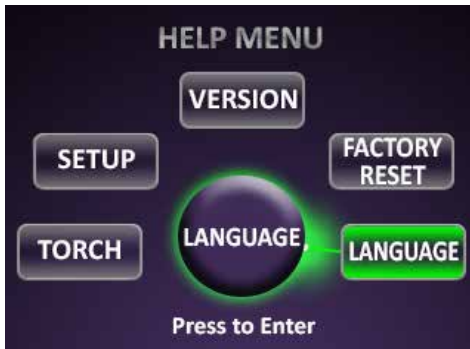 HELP MENU
VERSION
SETUP
FACTORY
RESET
TORCH
LANGUAGE
LANGUAGE
Press to Enter